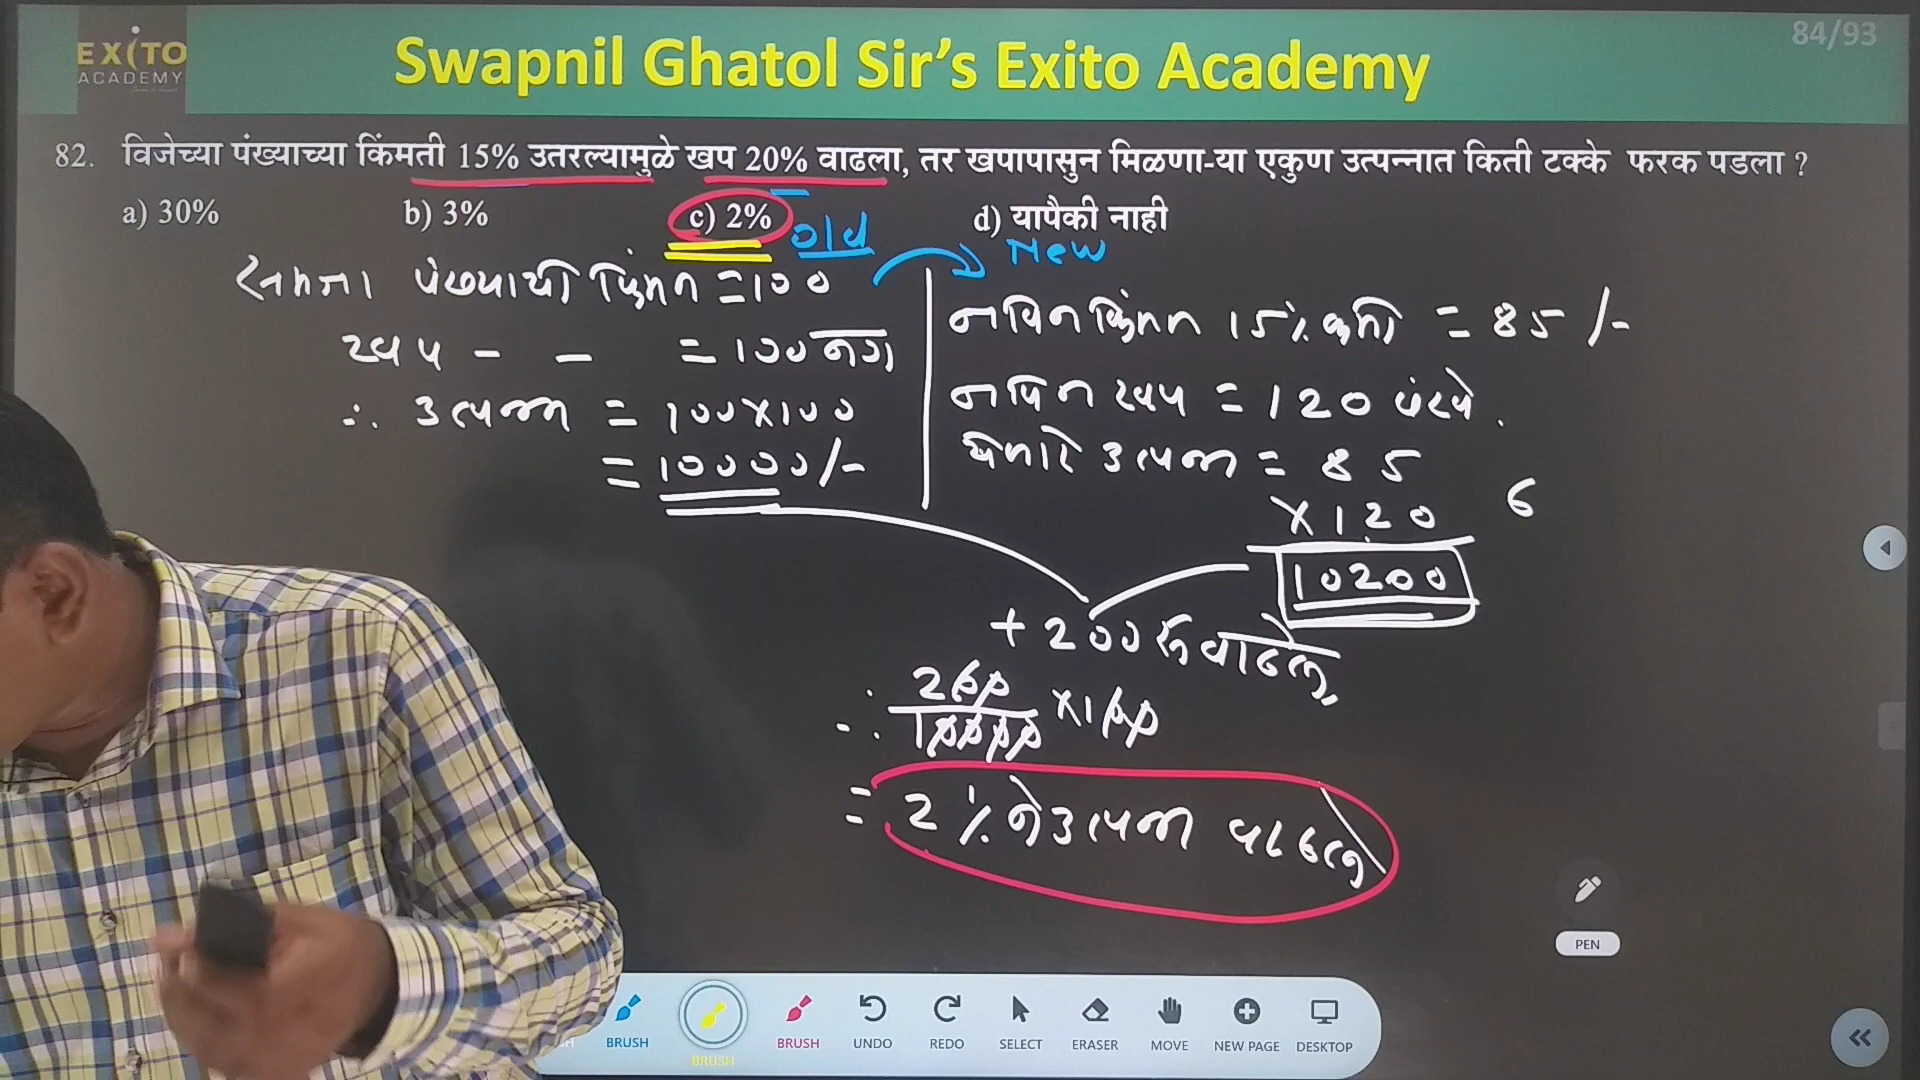 EXiTO
ACADEMY
Swapnil Ghatol Sir's Exito Academy
84/93
82. विजेच्या पंख्याच्या किंमती 15% उतरल्यामुळे खप 20% वाढला, तर खपापासुन मिळणा-या एकुण उत्पन्नात किती टक्के फरक पडला ?
a) 30% b) 3% c) 2% d) यापैकी नाही
old New
समजा पंख्याची किंमत = 100
खप - - = 100 नग
∴ उत्पन्न = 100×100
= 10000/-
नविन किंमत 15% कमी = 85/-
नविन खप = 120 पंखे.
येणारे उत्पन्न = 85
×120 6
10200
+200 रु वाढले
∴ 200/10000 ×100
= 2% ने उत्पन्न वाढले
PEN
BRUSH BRUSH BRUSH UNDO REDO SELECT ERASER MOVE NEW PAGE DESKTOP